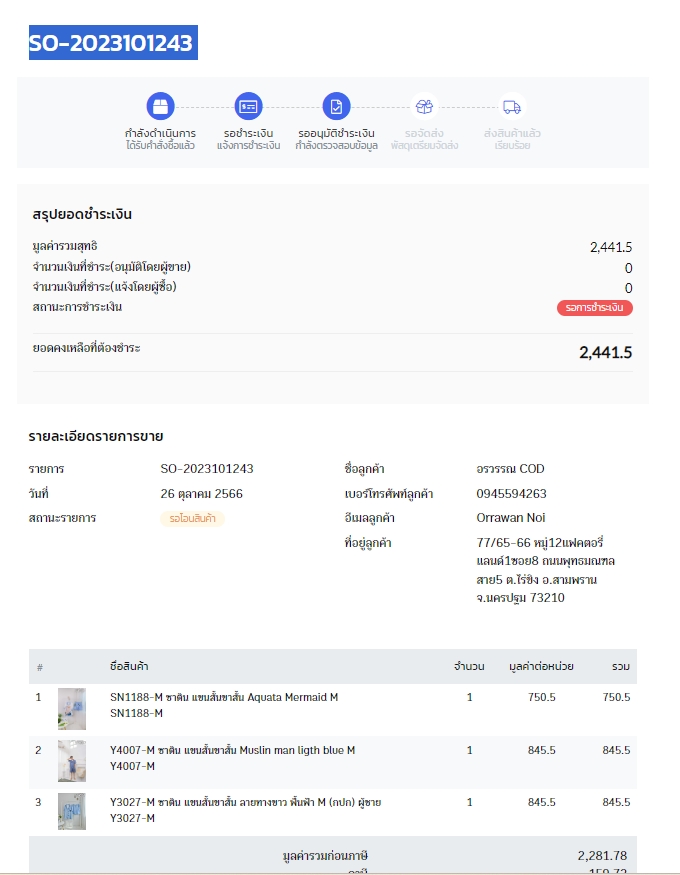 SO-2023101243
กำลังดำเนินการ
ได้รับคำสั่งซื้อแล้ว
รอชำระเงิน
แจ้งการชำระเงิน
รออนุมัติชำระเงิน
กำลังตรวจสอบข้อมูล
รอจัดส่ง
พัสดุเตรียมจัดส่ง
ส่งสินค้าแล้ว
เรียบร้อย
สรุปยอดชำระเงิน
มูลค่ารวมสุทธิ 2,441.5
จำนวนเงินที่ชำระ(อนุมัติโดยผู้ขาย) 0
จำนวนเงินที่ชำระ(แจ้งโดยผู้ซื้อ) 0
สถานะการชำระเงิน รอการชำระเงิน
ยอดคงเหลือที่ต้องชำระ 2,441.5
รายละเอียดรายการขาย
รายการ SO-2023101243
วันที่ 26 ตุลาคม 2566
สถานะรายการ รอโอนสินค้า
ชื่อลูกค้า อรวรรณ COD
เบอร์โทรศัพท์ลูกค้า 0945594263
อีเมลลูกค้า Orrawan Noi
ที่อยู่ลูกค้า 77/65-66 หมู่12แฟคตอรี่
แลนด์1ซอย8 ถนนพุทธมณฑล
สาย5 ต.ไร่ขิง อ.สามพราน
จ.นครปฐม 73210
# ชื่อสินค้า จำนวน มูลค่าต่อหน่วย รวม
1 SN1188-M ซาติน แขนสั้นขาสั้น Aquata Mermaid M 1 750.5 750.5
SN1188-M
2 Y4007-M ซาติน แขนสั้นขาสั้น Muslin man ligth blue M 1 845.5 845.5
Y4007-M
3 Y3027-M ซาติน แขนสั้นขาสั้น ลายทางขาว พื้นฟ้า M (กปก) ผู้ชาย 1 845.5 845.5
Y3027-M
มูลค่ารวมก่อนภาษี 2,281.78
ภาษี 159.72